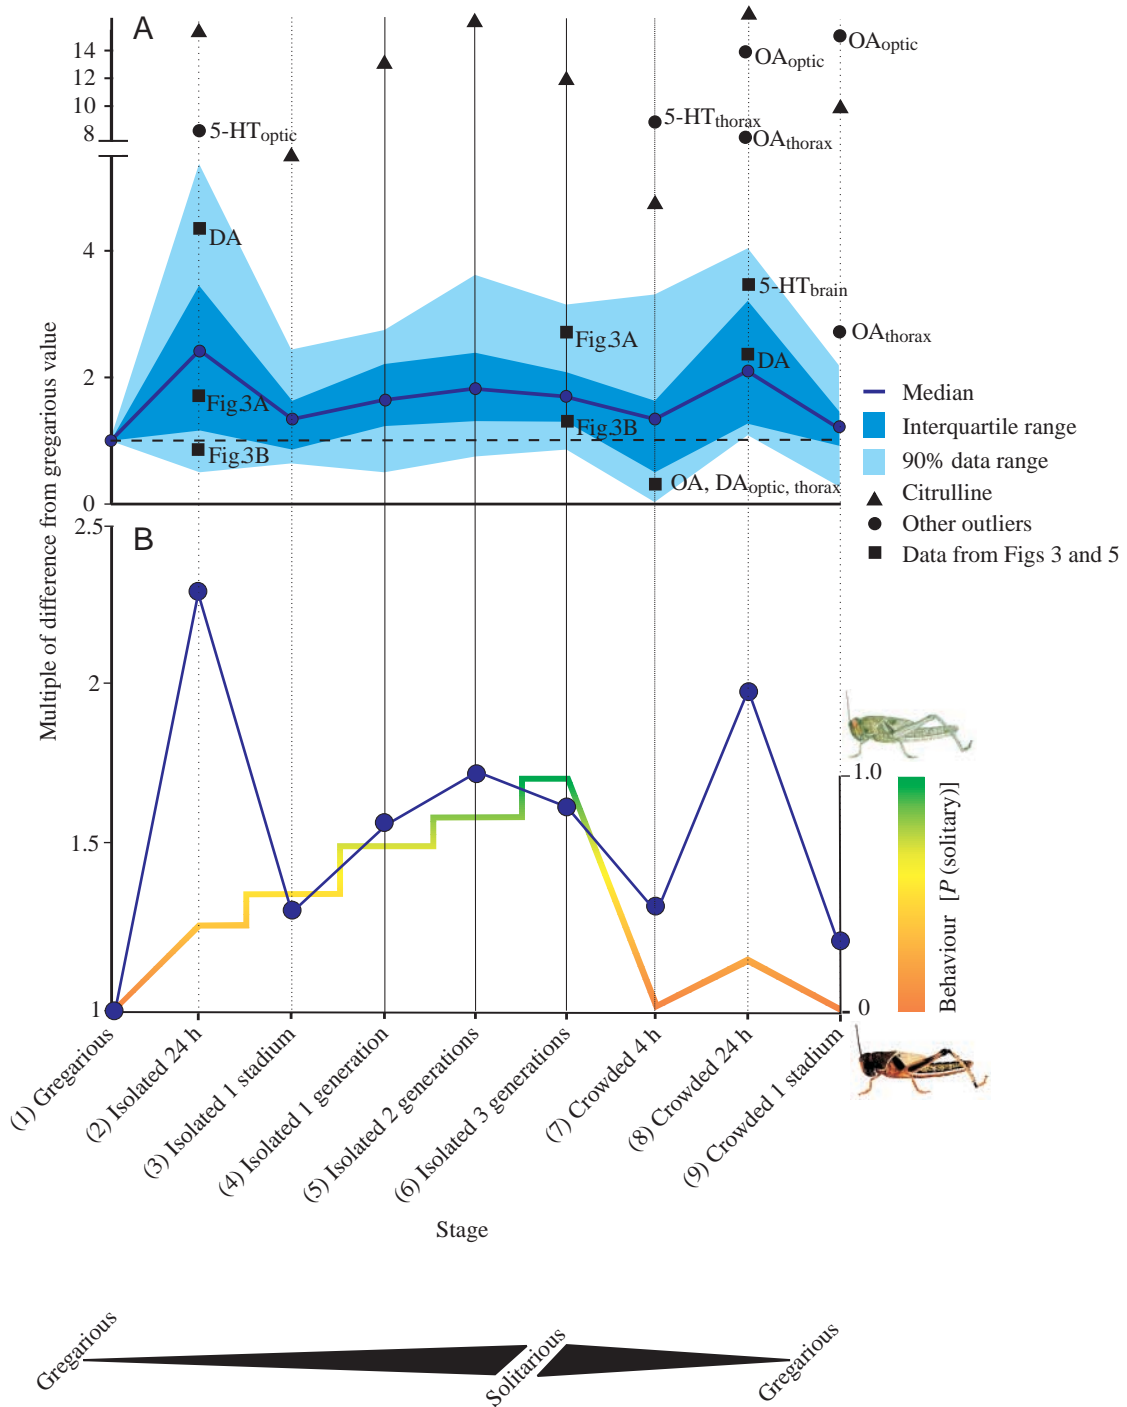 A
14
12
10
8
4
2
0
5-HToptic
DA
Fig.3A
Fig.3B
Fig.3A
Fig.3B
5-HTthorax
OA, DAoptic, thorax
OAoptic
OAthorax
5-HTbrain
DA
OAoptic
OAthorax
Median
Interquartile range
90% data range
Citrulline
Other outliers
Data from Figs 3 and 5
Multiple of difference from gregarious value
B
2.5
2
1.5
1
1.0
0
Behaviour [P (solitary)]
(1) Gregarious
(2) Isolated 24 h
(3) Isolated 1 stadium
(4) Isolated 1 generation
(5) Isolated 2 generations
(6) Isolated 3 generations
(7) Crowded 4 h
(8) Crowded 24 h
(9) Crowded 1 stadium
Stage
Gregarious
Solitarious
Gregarious